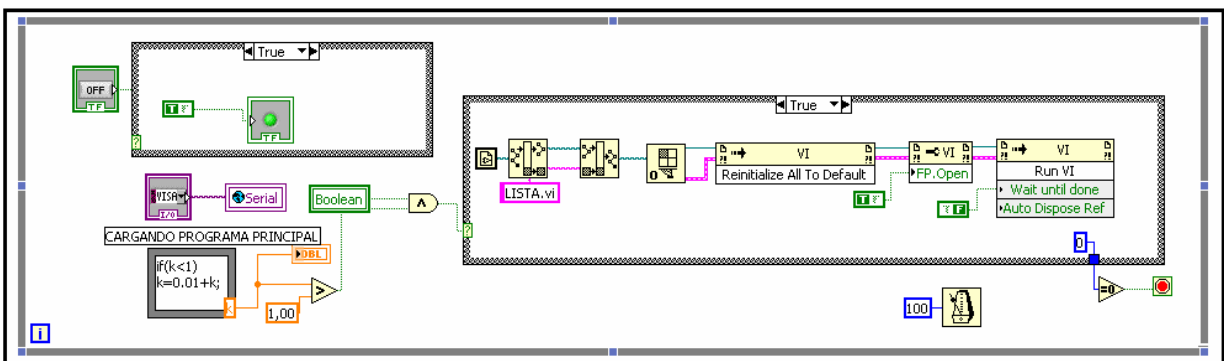 True
OFF
TF
T F
TF
?
VISA
I/O
Serial
Boolean
CARGANDO PROGRAMA PRINCIPAL
DBL
if(k<1)
k=0.01+k;
k
1,00
>
i
True
LISTA.vi
VI
Reinitialize All To Default
VI
FP.Open
T F
VI
Run VI
Wait until done
Auto Dispose Ref
T F
?
0
=0
100